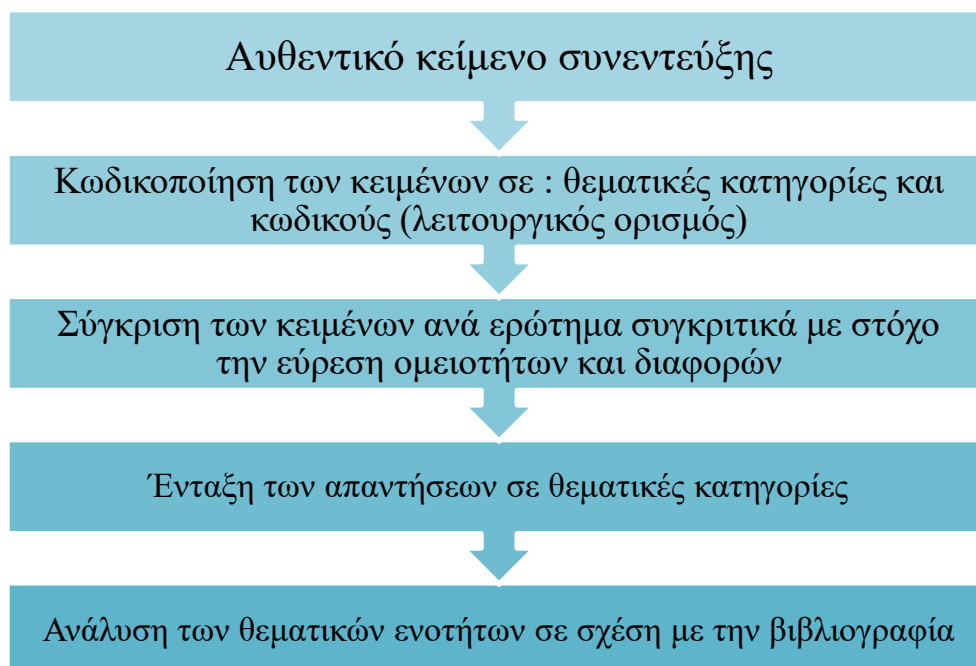 Αυθεντικό κείμενο συνεντεύξης
Κωδικοποίηση των κειμένων σε : θεματικές κατηγορίες και
κωδικούς (λειτουργικός ορισμός)
Σύγκριση των κειμένων ανά ερώτημα συγκριτικά με στόχο
την εύρεση ομειοτήτων και διαφορών
Ένταξη των απαντήσεων σε θεματικές κατηγορίες
Ανάλυση των θεματικών ενοτήτων σε σχέση με την βιβλιογραφία